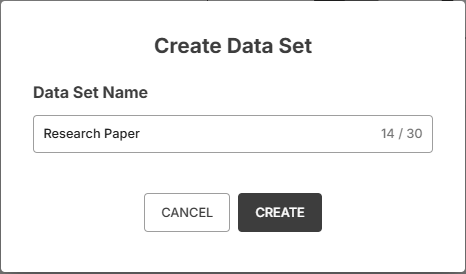 Create Data Set
Data Set Name
Research Paper 14 / 30
CANCEL CREATE